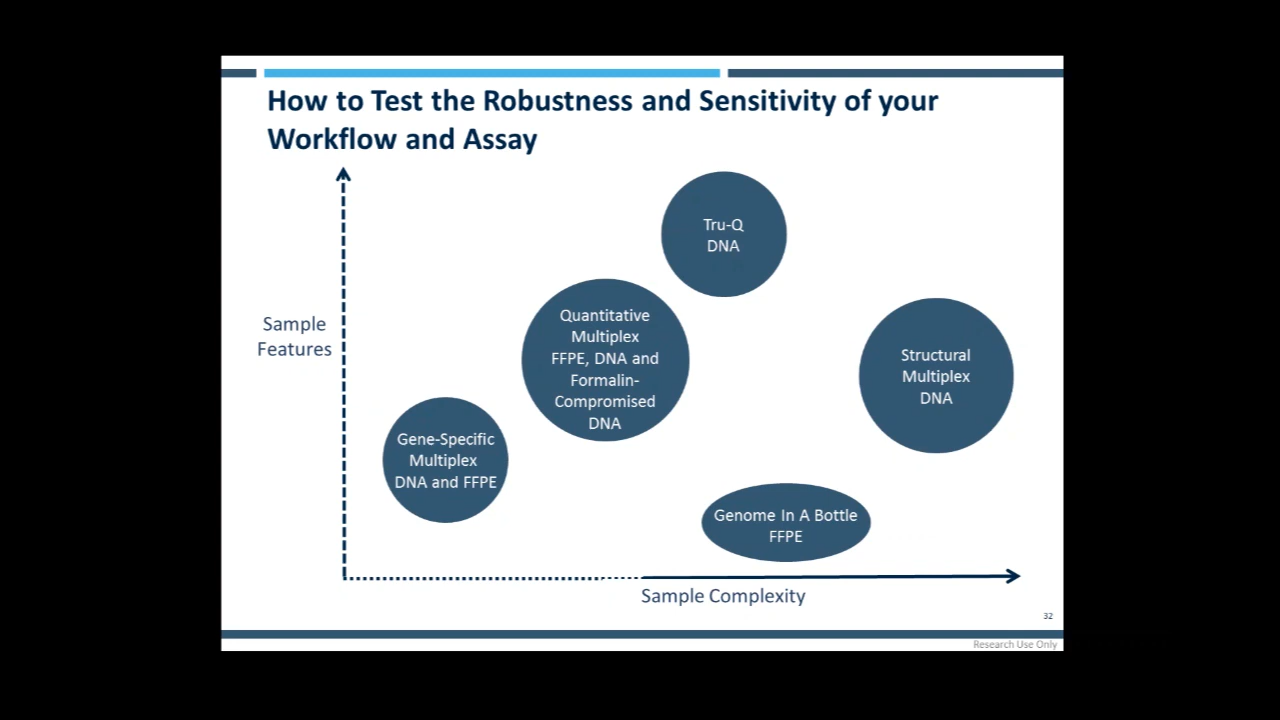 How to Test the Robustness and Sensitivity of your
Workflow and Assay
Tru-Q
DNA
Sample
Features
Quantitative
Multiplex
FFPE, DNA and
Formalin-
Compromised
DNA
Structural
Multiplex
DNA
Gene-Specific
Multiplex
DNA and FFPE
Genome In A Bottle
FFPE
Sample Complexity
32
Research Use Only